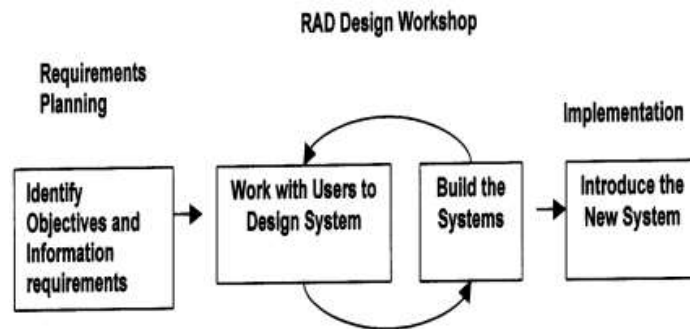 RAD Design Workshop
Requirements
Planning
Implementation
Identify
Objectives and
Information
requirements
Work with Users to
Design System
Build the
Systems
Introduce the
New System